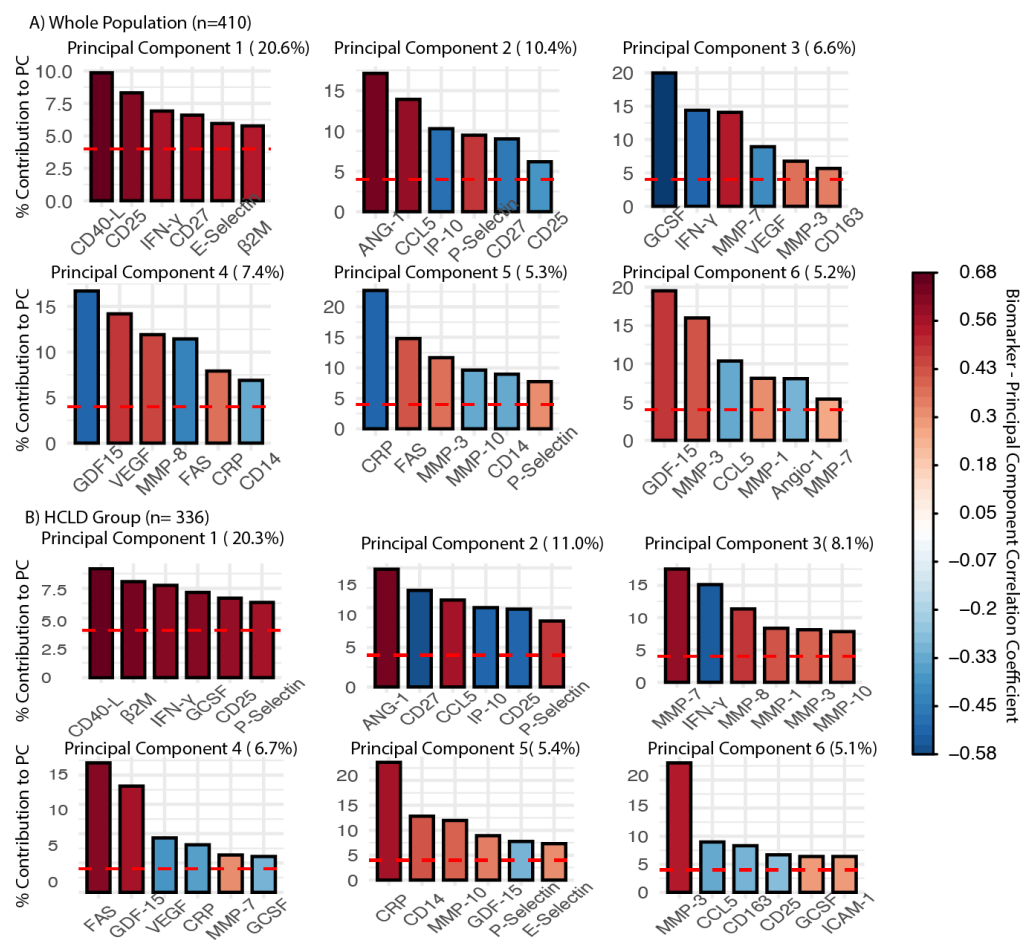 A) Whole Population (n=410)
Principal Component 1 ( 20.6%)
Principal Component 2 ( 10.4%)
Principal Component 3 ( 6.6%)
% Contribution to PC
10.0
7.5
5.0
2.5
0.0
CD40-L
CD25
IFN-γ
CD27
E-Selectin
β2M
15
10
5
0
ANG-1
CCL5
IP-10
P-Selectin
CD27
CD25
20
15
10
5
0
GCSF
IFN-γ
MMP-7
VEGF
MMP-3
CD163
Principal Component 4 ( 7.4%)
Principal Component 5 ( 5.3%)
Principal Component 6 ( 5.2%)
% Contribution to PC
15
10
5
0
GDF15
VEGF
MMP-8
FAS
CRP
CD14
20
15
10
5
0
CRP
FAS
MMP-3
MMP-10
CD14
P-Selectin
20
15
10
5
0
GDF-15
MMP-3
CCL5
MMP-1
Angio-1
MMP-7
B) HCLD Group (n= 336)
Principal Component 1 ( 20.3%)
Principal Component 2 ( 11.0%)
Principal Component 3( 8.1%)
% Contribution to PC
7.5
5.0
2.5
0
CD40-L
β2M
IFN-γ
GCSF
CD25
P-Selectin
15
10
5
0
ANG-1
CD27
CCL5
IP-10
CD25
P-Selectin
15
10
5
0
MMP-7
IFN-γ
MMP-8
MMP-1
MMP-3
MMP-10
Principal Component 4 ( 6.7%)
Principal Component 5( 5.4%)
Principal Component 6 (5.1%)
% Contribution to PC
15
10
5
0
FAS
GDF-15
VEGF
CRP
MMP-7
GCSF
20
15
10
5
0
CRP
CD14
MMP-10
GDF-15
P-Selectin
E-Selectin
20
15
10
5
0
MMP-3
CCL5
CD163
CD25
GCSF
ICAM-1
0.68
0.56
0.43
0.3
0.18
0.05
−0.07
−0.2
−0.33
−0.45
−0.58
Biomarker - Principal Component Correlation Coefficient